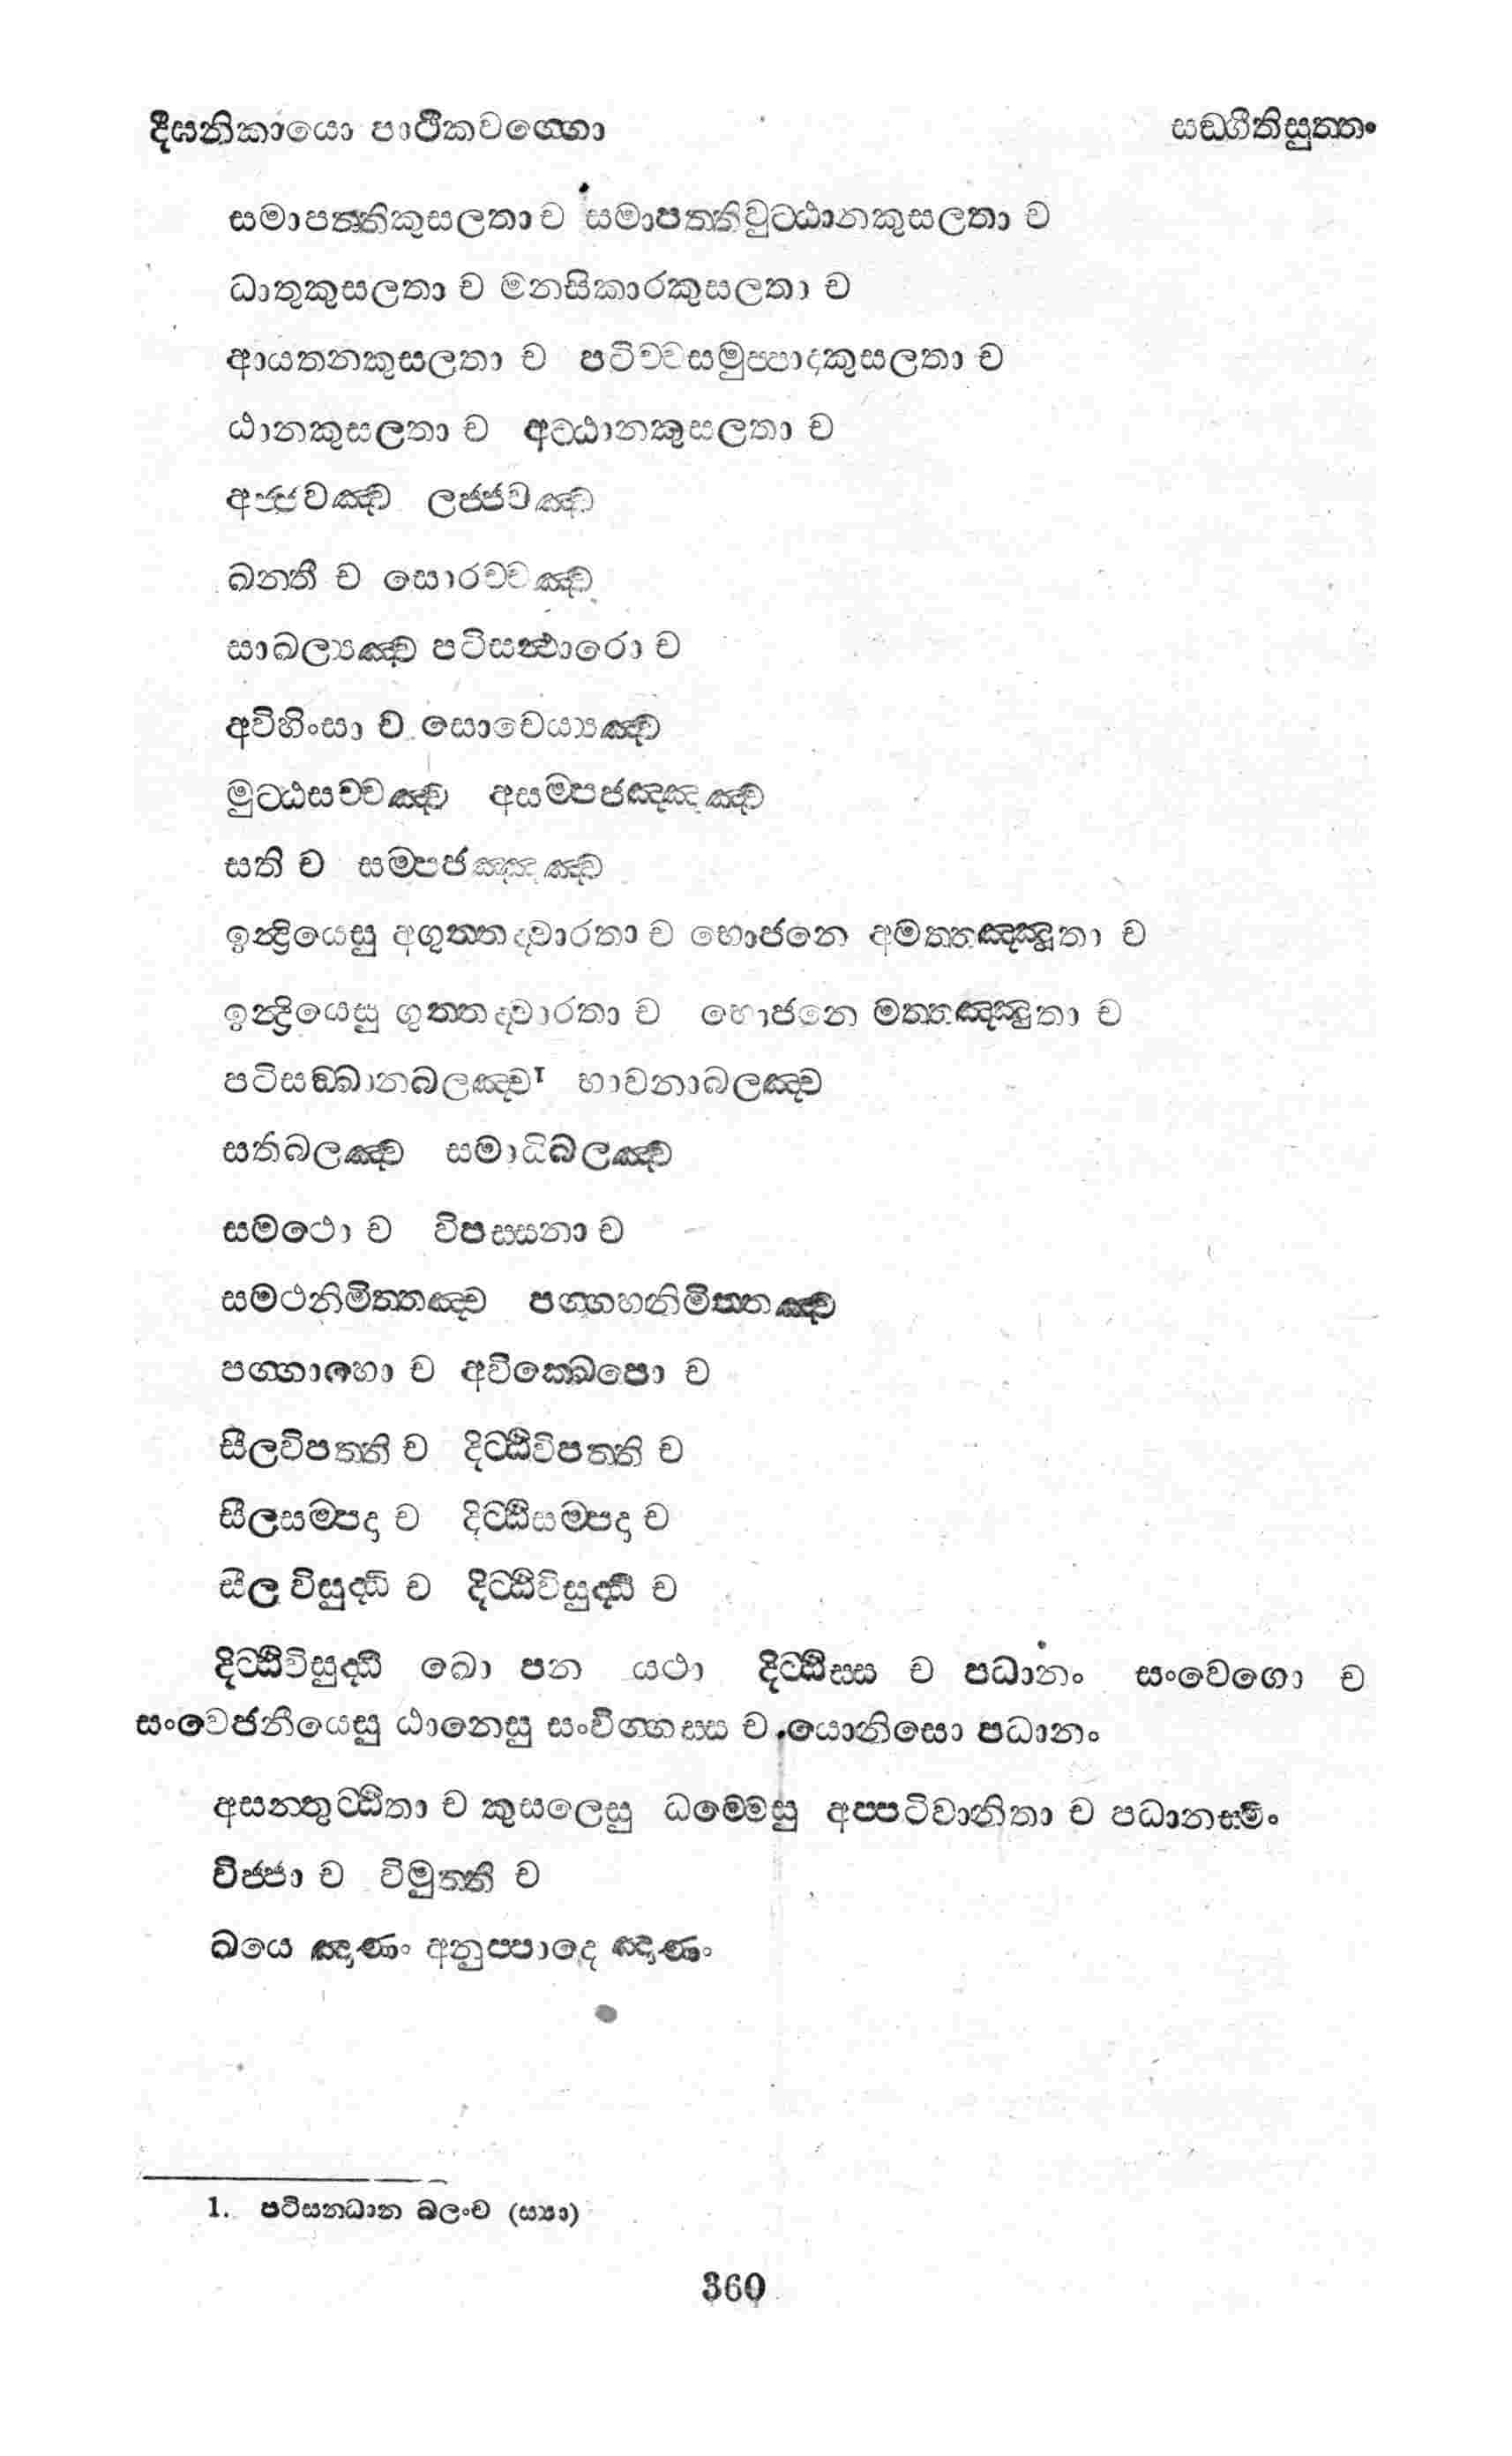 දීඝනිකායො පාථිකවග්ගො
සඞ්ගීතිසුත්තං
සමාපත්තිකුසලතා ච සමාපත්තිවුට්ඨානකුසලතා ච
ධාතුකුසලතා ච මනසිකාරකුසලතා ච
ආයතනකුසලතා ච පටිච්චසමුප්පාදකුසලතා ච
ඨානකුසලතා ච අට්ඨානකුසලතා ච
අජ්ජවඤ්ච ලජ්ජවඤ්ච
ඛන්තී ච සොරච්චඤ්ච
සාඛල්‍යඤ්ච පටිසන්ථාරො ච
අවිහිංසා ච සොචෙය්‍යඤ්ච
මුට්ඨසච්චඤ්ච අසම්පජඤ්ඤඤ්ච
සති ච සම්පජඤ්ඤඤ්ච
ඉන්ද්‍රියෙසු අගුත්තද්වාරතා ච භොජනෙ අමත්තඤ්ඤූතා ච
ඉන්ද්‍රියෙසු ගුත්තද්වාරතා ච භොජනෙ මත්තඤ්ඤුතා ච
පටිසඞ්ඛානබලඤ්ච¹ භාවනාබලඤ්ච
සතිබලඤ්ච සමාධිබලඤ්ච
සමථො ච විපස්සනා ච
සමථනිමිත්තඤ්ච පග්ගහනිමිත්තඤ්ච
පග්ගාහො ච අවික්ඛෙපො ච
සීලවිපත්ති ච දිට්ඨිවිපත්ති ච
සීලසම්පදා ච දිට්ඨිසම්පදා ච
සීල විසුද්ධි ච දිට්ඨිවිසුද්ධි ච
දිට්ඨිවිසුද්ධි ඛො පන යථා දිට්ඨිස්ස ච පධානං සංවෙගො ච
සංවෙජනීයෙසු ඨානෙසු සංවිග්ගස්ස ච යොනිසො පධානං
අසන්තුට්ඨිතා ච කුසලෙසු ධම්මෙසු අප්පටිවානිතා ච පධානස්මිං
විජ්ජා ච විමුත්ති ච
ඛයෙ ඤාණං අනුප්පාදෙ ඤාණං
1. පටිසන්ධාන බලංච (ස්‍යා)
360